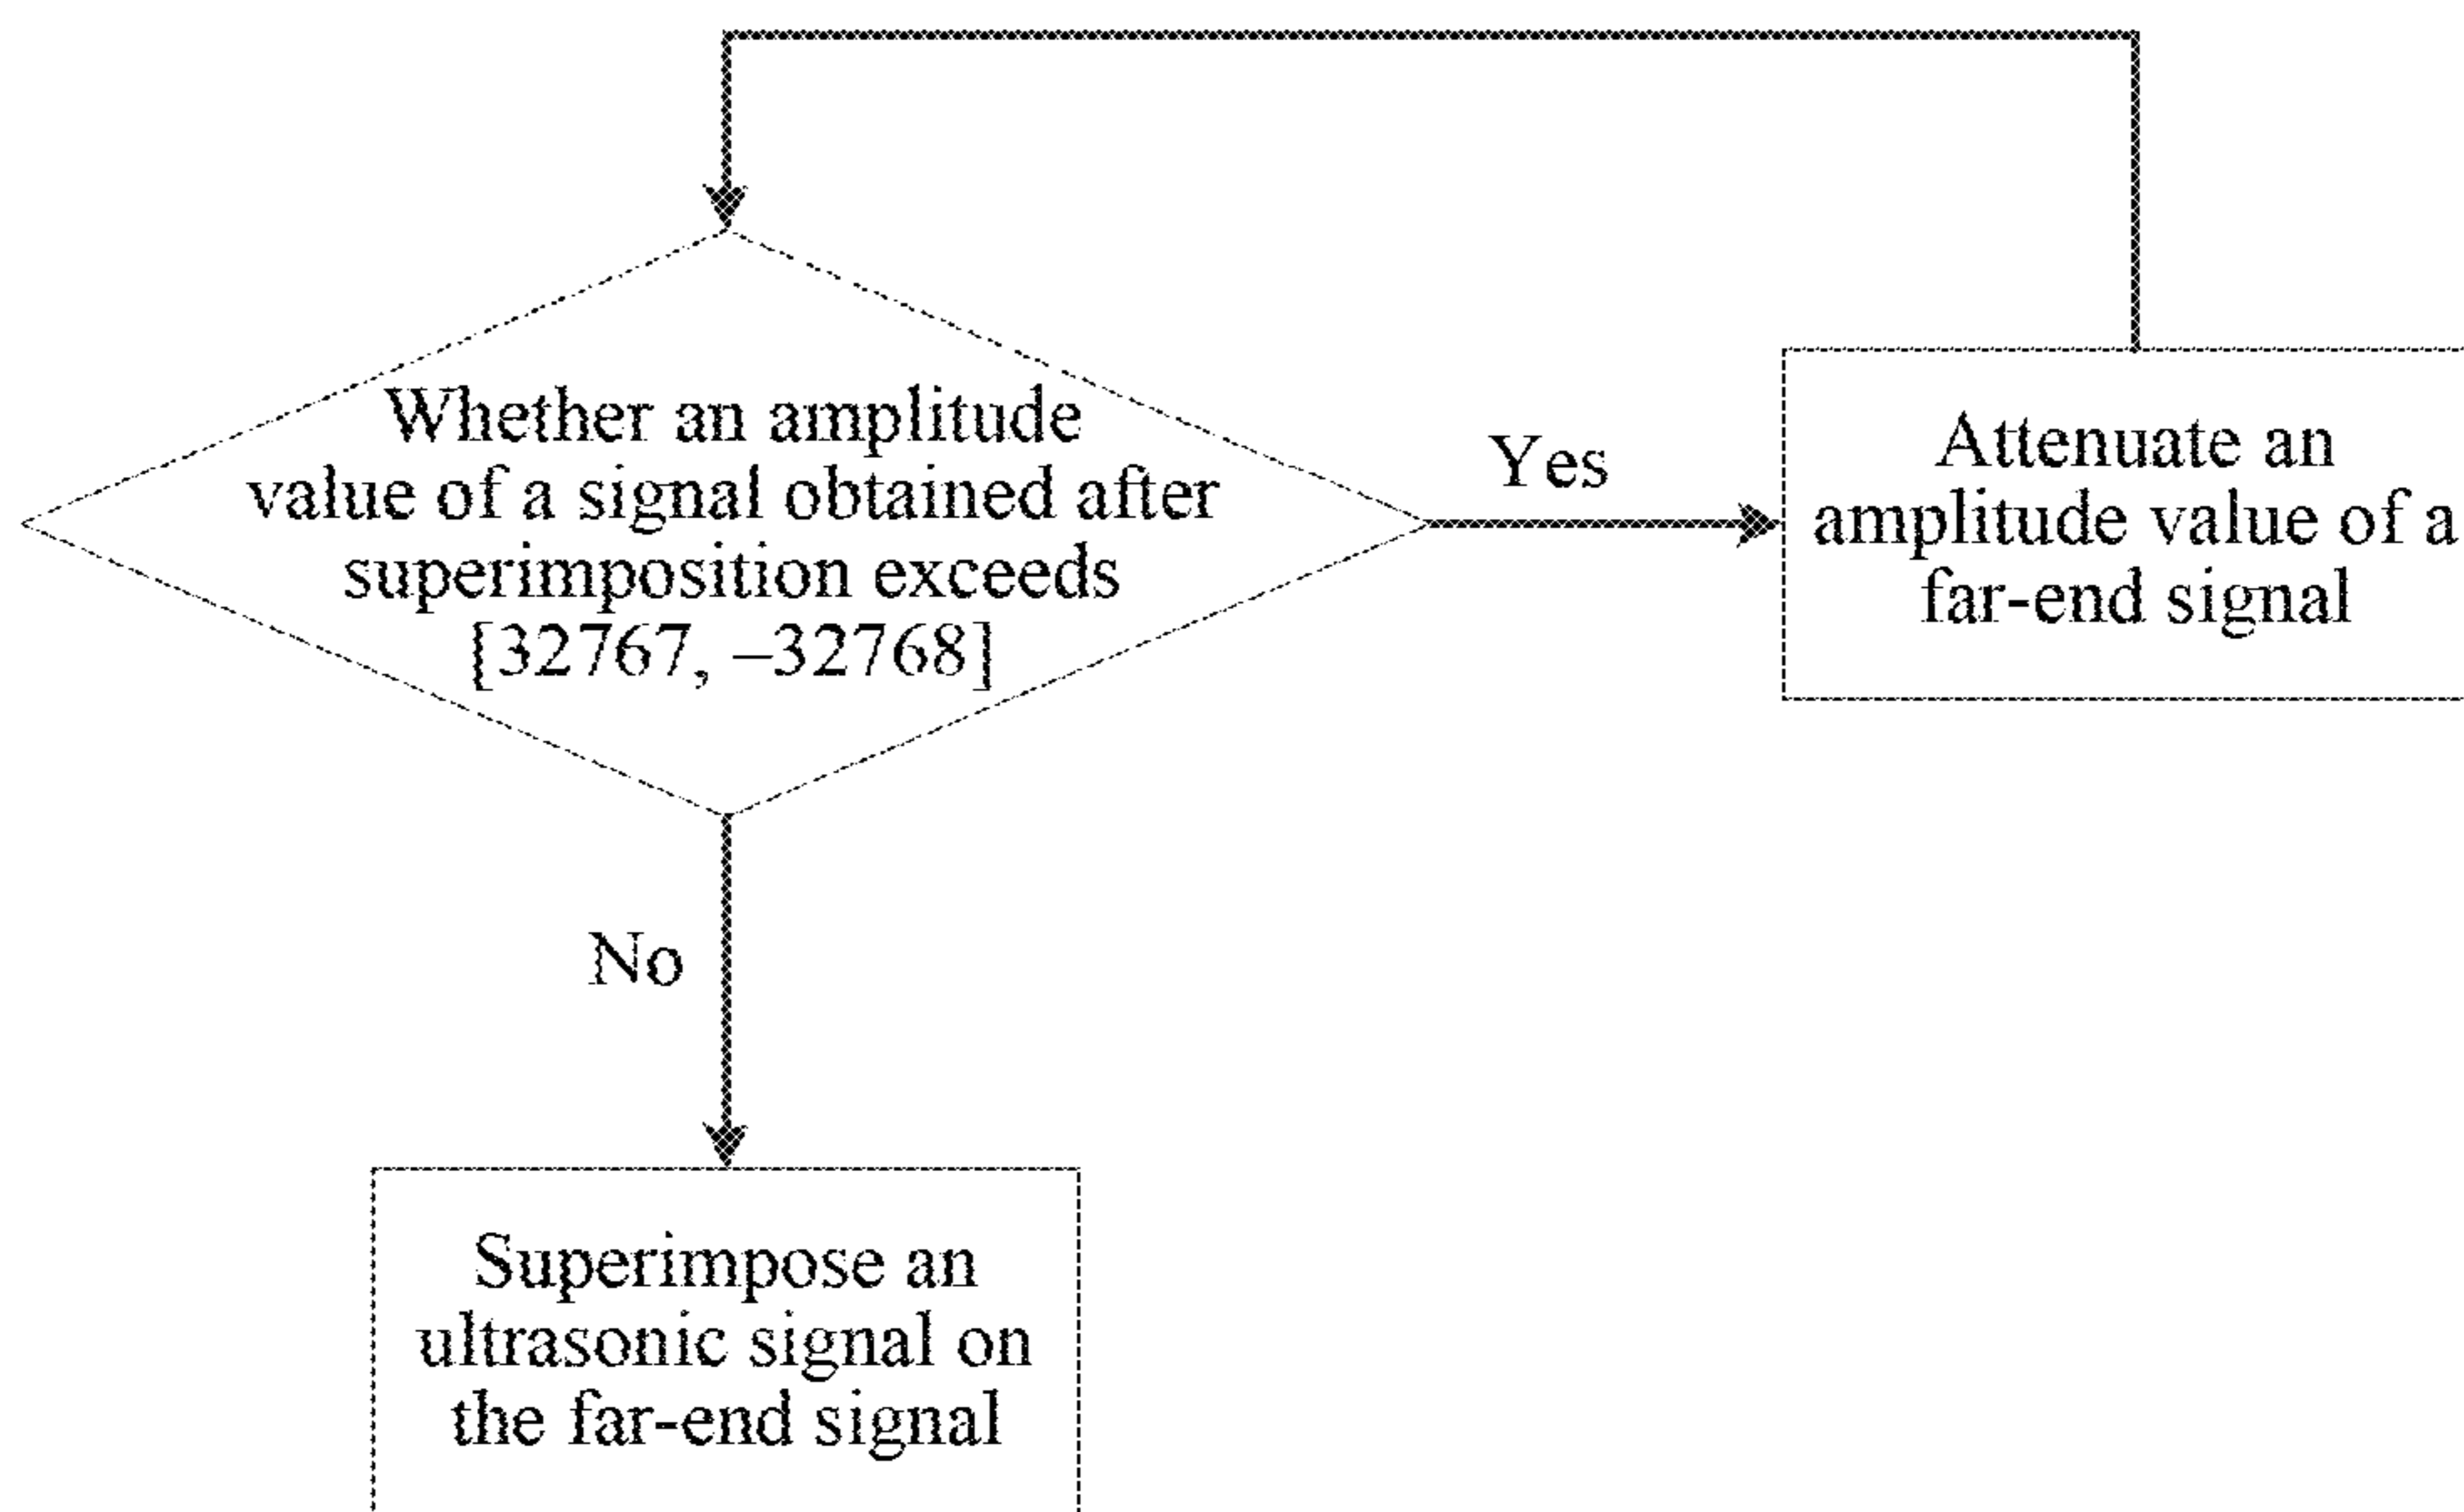 Whether an amplitude
value of a signal obtained after
superimposition exceeds
[32767, –32768]
Yes
Attenuate an
amplitude value of a
far-end signal
No
Superimpose an
ultrasonic signal on
the far-end signal